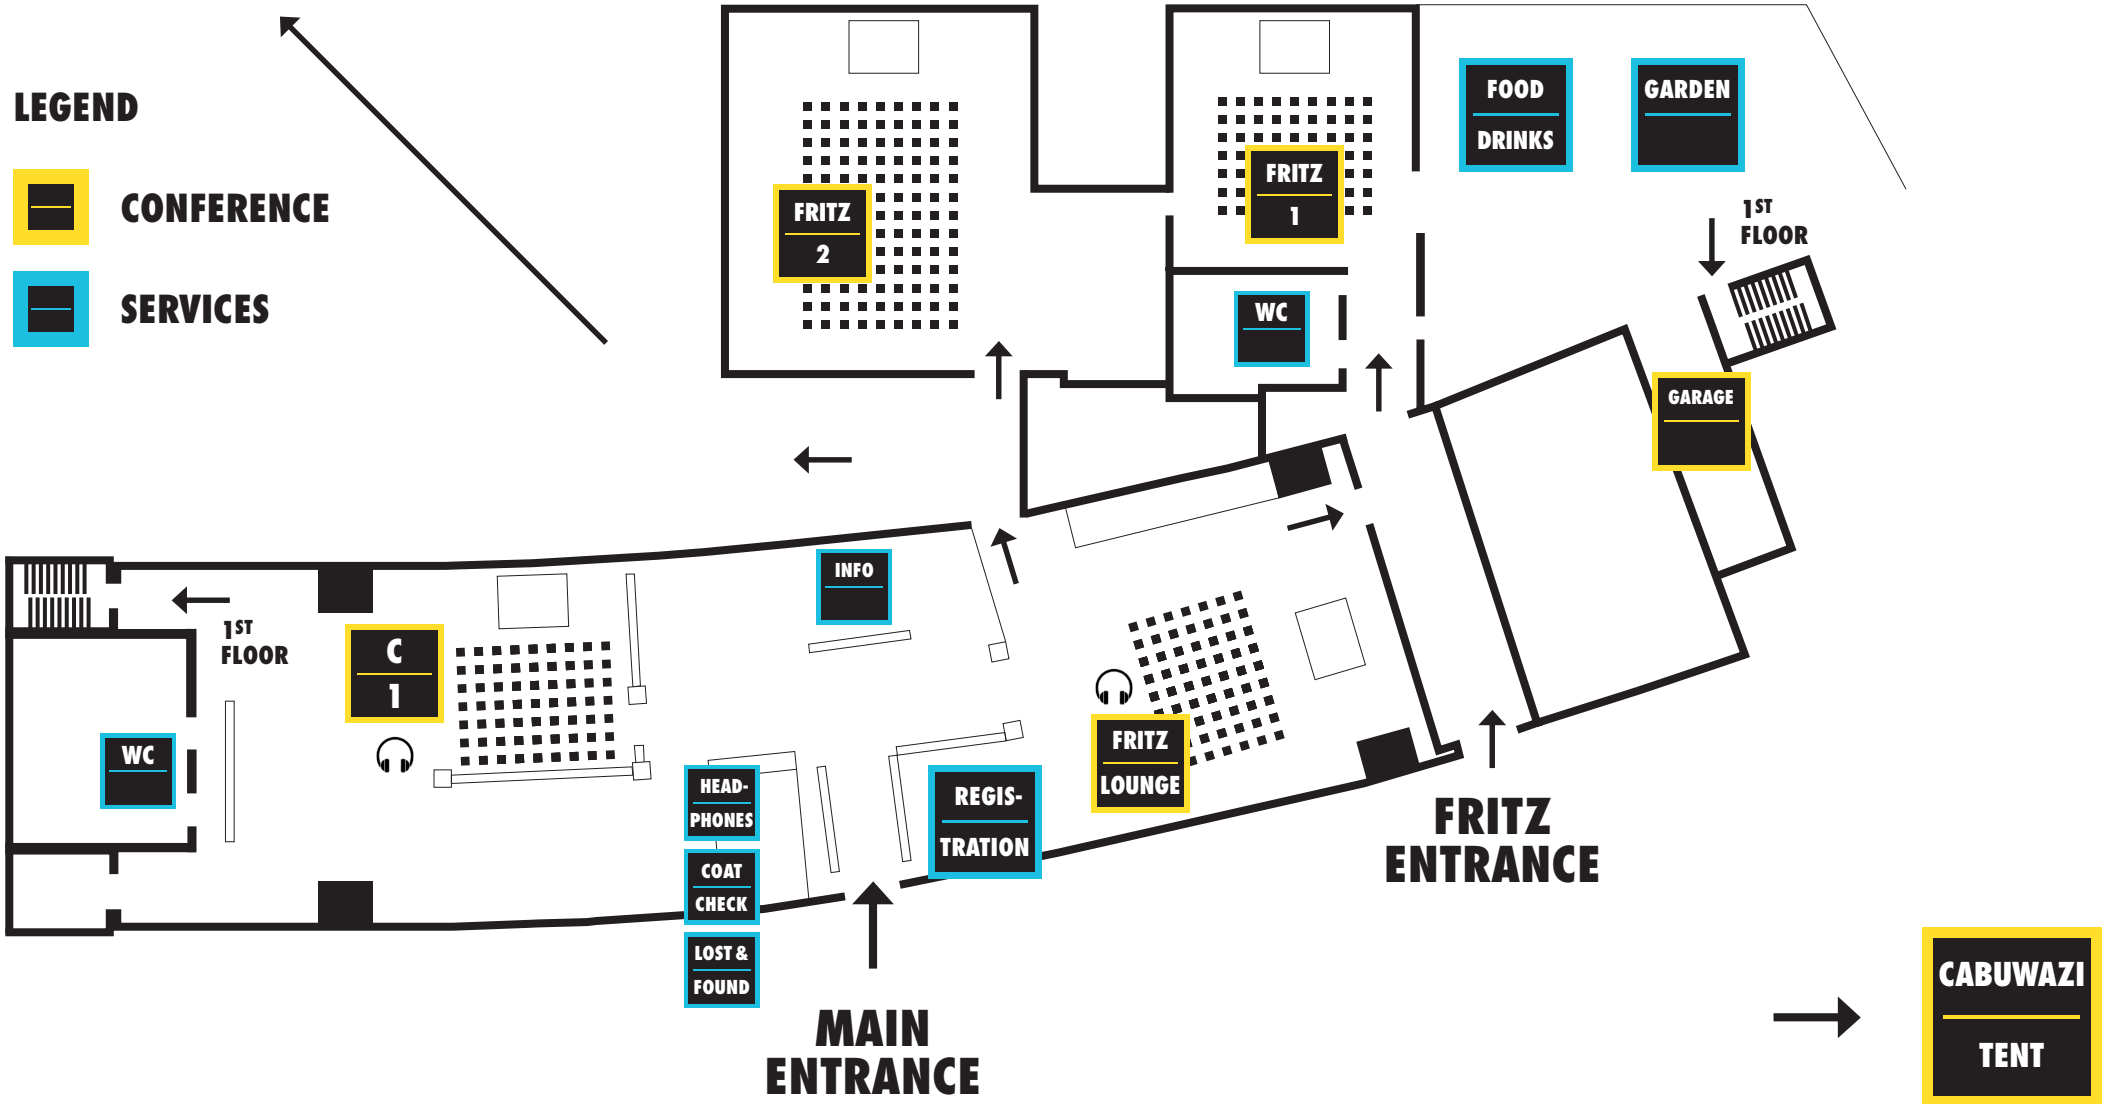 LEGEND
CONFERENCE
SERVICES
FRITZ
2
FRITZ
1
FOOD
DRINKS
GARDEN
1ST
FLOOR
WC
GARAGE
INFO
1ST
FLOOR
C
1
WC
HEAD-
PHONES
COAT
CHECK
LOST &
FOUND
REGIS-
TRATION
FRITZ
LOUNGE
FRITZ
ENTRANCE
MAIN
ENTRANCE
CABUWAZI
TENT